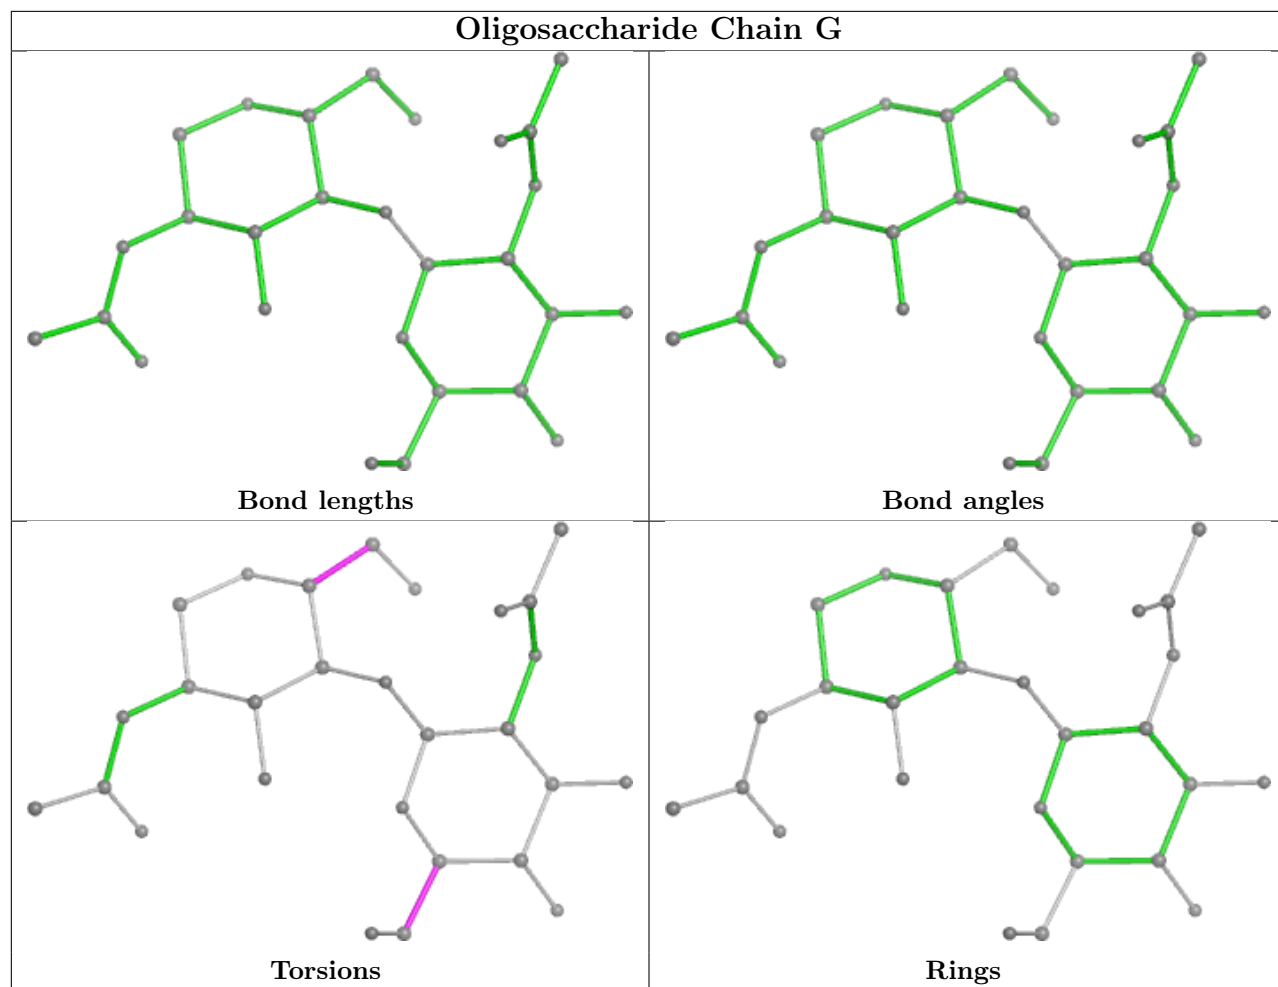 Oligosaccharide Chain G
Bond lengths
Bond angles
Torsions
Rings